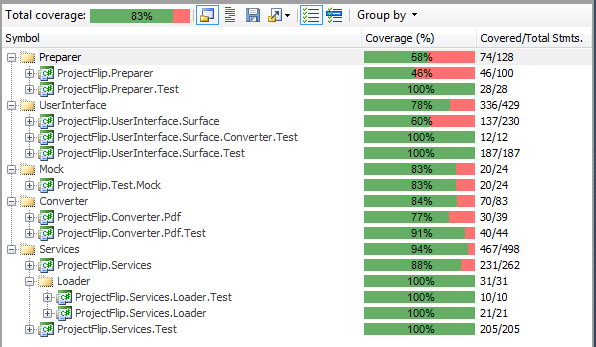 Total coverage: 83% Group by
Symbol Coverage (%) Covered/Total Stmts.
Preparer 58% 74/128
ProjectFlip.Preparer 46% 46/100
ProjectFlip.Preparer.Test 100% 28/28
UserInterface 78% 336/429
ProjectFlip.UserInterface.Surface 60% 137/230
ProjectFlip.UserInterface.Surface.Converter.Test 100% 12/12
ProjectFlip.UserInterface.Surface.Test 100% 187/187
Mock 83% 20/24
ProjectFlip.Test.Mock 83% 20/24
Converter 84% 70/83
ProjectFlip.Converter.Pdf 77% 30/39
ProjectFlip.Converter.Pdf.Test 91% 40/44
Services 94% 467/498
ProjectFlip.Services 88% 231/262
Loader 100% 31/31
ProjectFlip.Services.Loader.Test 100% 10/10
ProjectFlip.Services.Loader 100% 21/21
ProjectFlip.Services.Test 100% 205/205